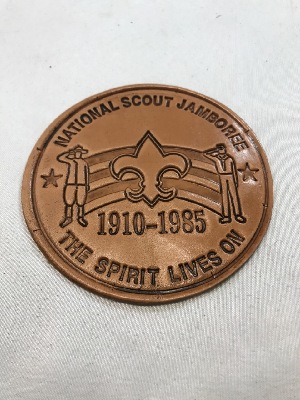 NATIONAL SCOUT JAMBOREE
1910-1985
THE SPIRIT LIVES ON